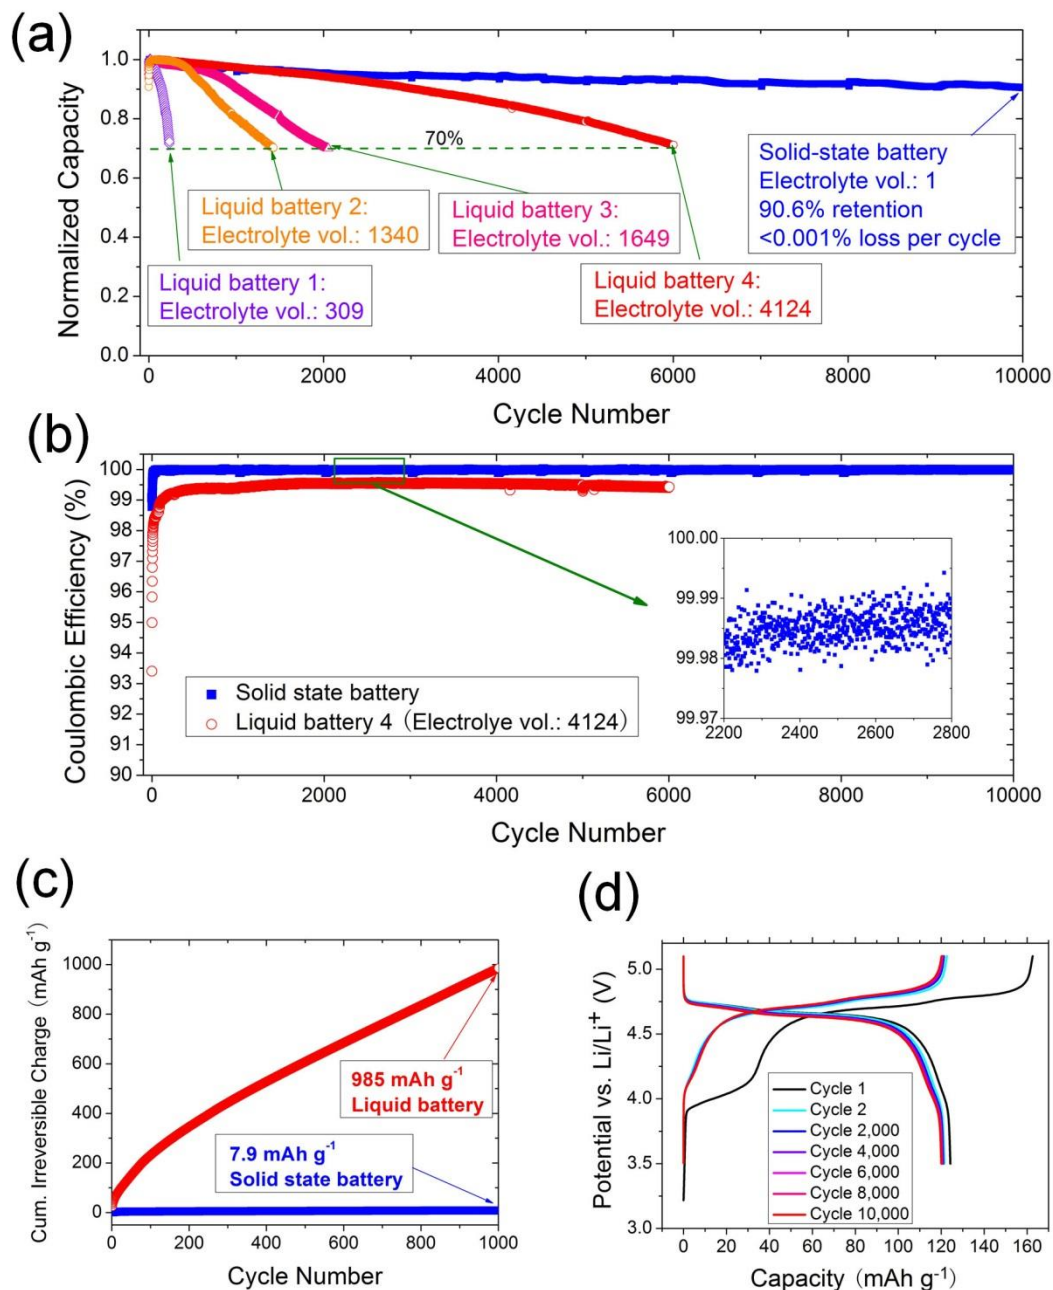 (a)
Normalized Capacity
1.0
0.8
0.6
0.4
0.2
0.0
70%
Solid-state battery
Electrolyte vol.: 1
90.6% retention
<0.001% loss per cycle
Liquid battery 2:
Electrolyte vol.: 1340
Liquid battery 3:
Electrolyte vol.: 1649
Liquid battery 1:
Electrolyte vol.: 309
Liquid battery 4:
Electrolyte vol.: 4124
0 2000 4000 6000 8000 10000
Cycle Number
(b)
Coulombic Efficiency (%)
100
99
98
97
96
95
94
93
92
91
90
100.00
99.99
99.98
99.97
2200 2400 2600 2800
Solid state battery
Liquid battery 4 (Electrolye vol.: 4124)
0 2000 4000 6000 8000 10000
Cycle Number
(c)
Cum. Irreversible Charge (mAh g⁻¹)
1000
800
600
400
200
0
985 mAh g⁻¹
Liquid battery
7.9 mAh g⁻¹
Solid state battery
0 200 400 600 800 1000
Cycle Number
(d)
Potential vs. Li/Li⁺ (V)
5.0
4.5
4.0
3.5
3.0
Cycle 1
Cycle 2
Cycle 2,000
Cycle 4,000
Cycle 6,000
Cycle 8,000
Cycle 10,000
0 20 40 60 80 100 120 140 160
Capacity (mAh g⁻¹)